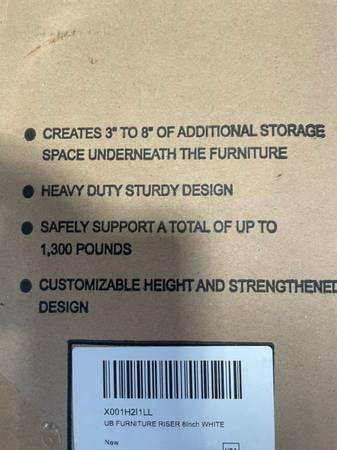 ● CREATES 3" TO 8" OF ADDITIONAL STORAGE
SPACE UNDERNEATH THE FURNITURE
● HEAVY DUTY STURDY DESIGN
● SAFELY SUPPORT A TOTAL OF UP TO
1,300 POUNDS
● CUSTOMIZABLE HEIGHT AND STRENGTHENED
DESIGN
X001H2I1LL
UB FURNITURE RISER 8Inch WHITE
New